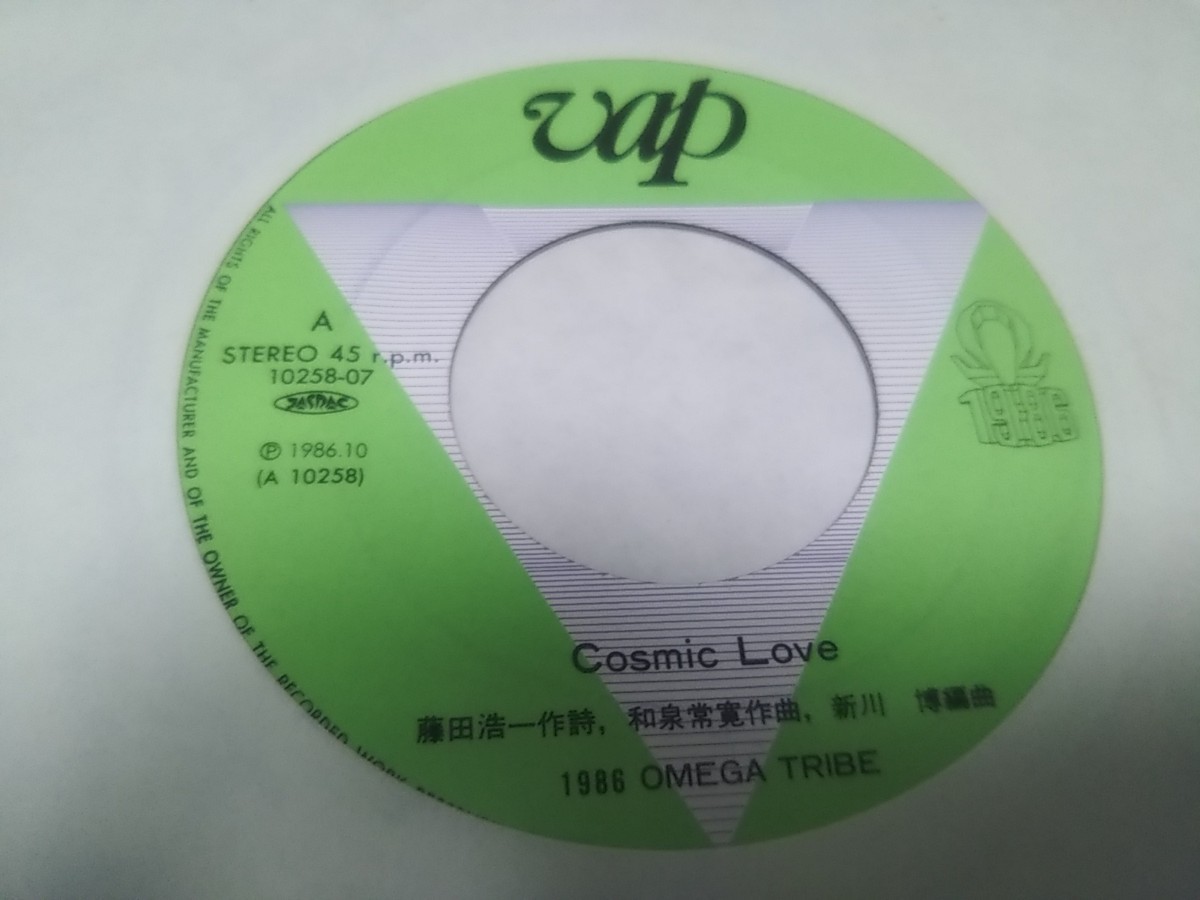 vap
A
STEREO 45 r.p.m.
10258-07
JASRAC
Ⓟ 1986.10
(A 10258)
1986
Cosmic Love
藤田浩一作詩, 和泉常寛作曲, 新川 博編曲
1986 OMEGA TRIBE
ALL RIGHTS OF THE MANUFACTURER AND OF THE OWNER OF THE RECORDED WORK